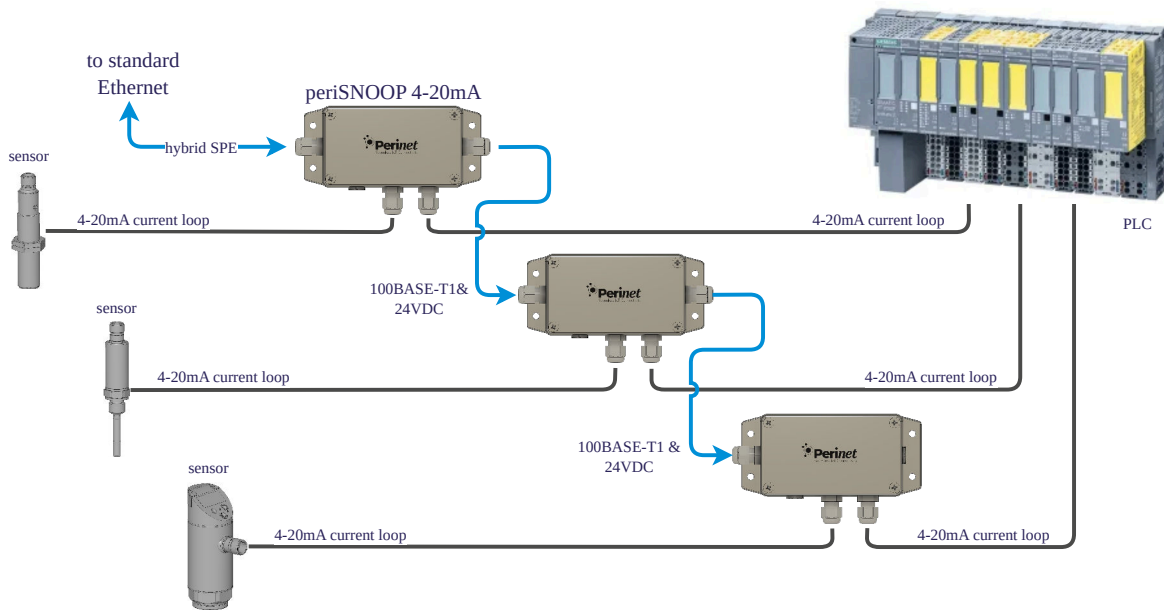 to standard
Ethernet
periSNOOP 4-20mA
hybrid SPE
Perinet
sensor
4-20mA current loop
4-20mA current loop
PLC
SIEMENS
100BASE-T1&
24VDC
Perinet
sensor
4-20mA current loop
4-20mA current loop
100BASE-T1 &
24VDC
Perinet
sensor
4-20mA current loop
4-20mA current loop